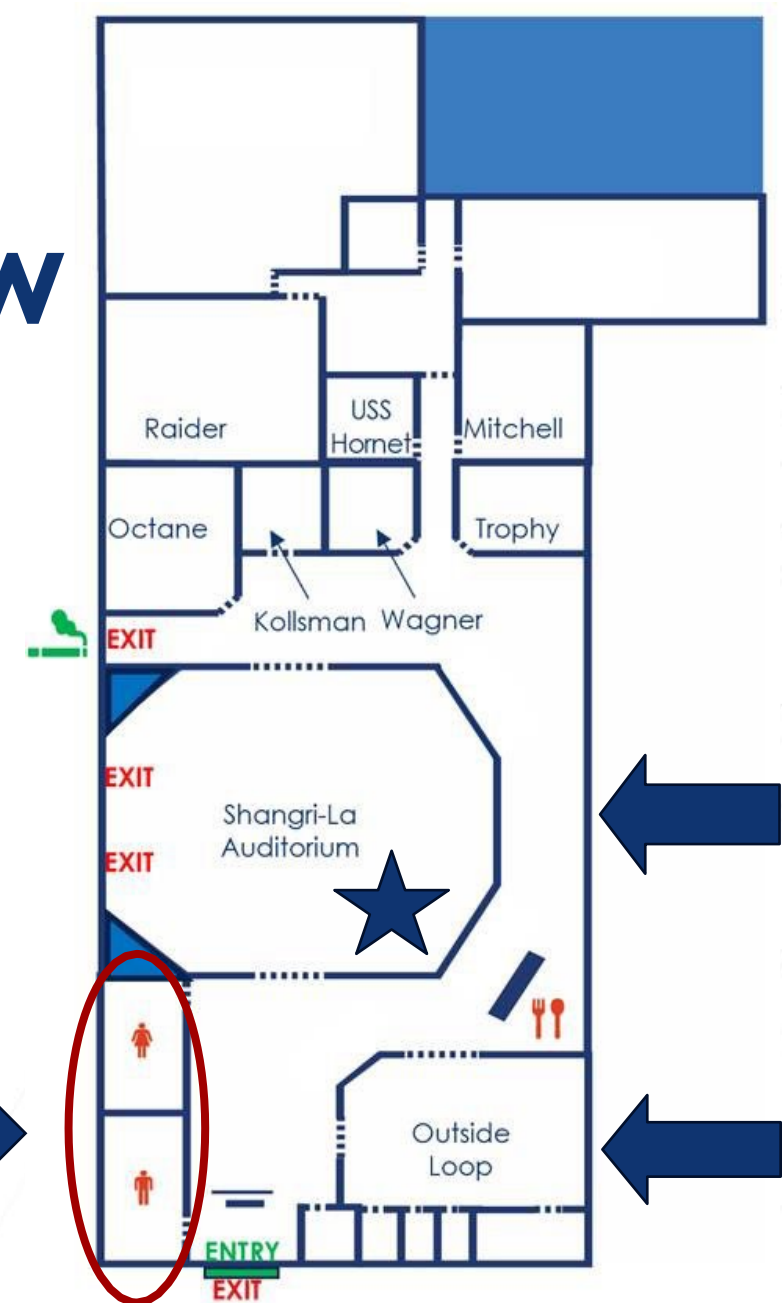 w
Raider
USS
Hornet
Mitchell
Octane
Trophy
Kollsman
Wagner
EXIT
EXIT
Shangri-La
Auditorium
EXIT
Outside
Loop
ENTRY
EXIT